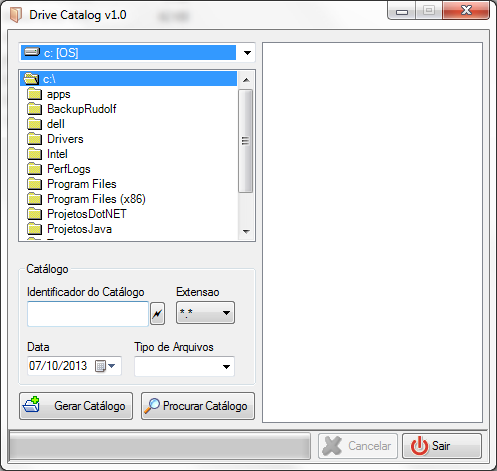 Drive Catalog v1.0
c: [OS]
c:\
apps
BackupRudolf
dell
Drivers
Intel
PerfLogs
Program Files
Program Files (x86)
ProjetosDotNET
ProjetosJava
Catálogo
Identificador do Catálogo Extensao
*.*
Data Tipo de Arquivos
07/10/2013
Gerar Catálogo Procurar Catálogo
Cancelar Sair